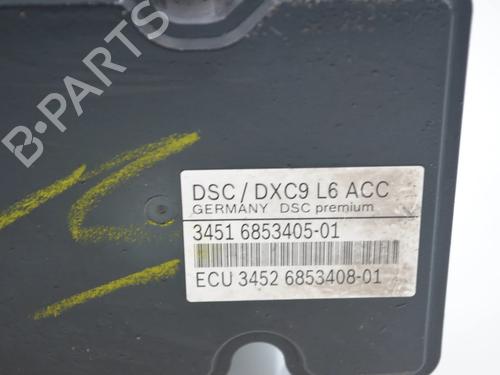 B-PARTS
DSC / DXC9 L6 ACC
GERMANY DSC premium
3451 6853405-01
ECU 3452 6853408-01